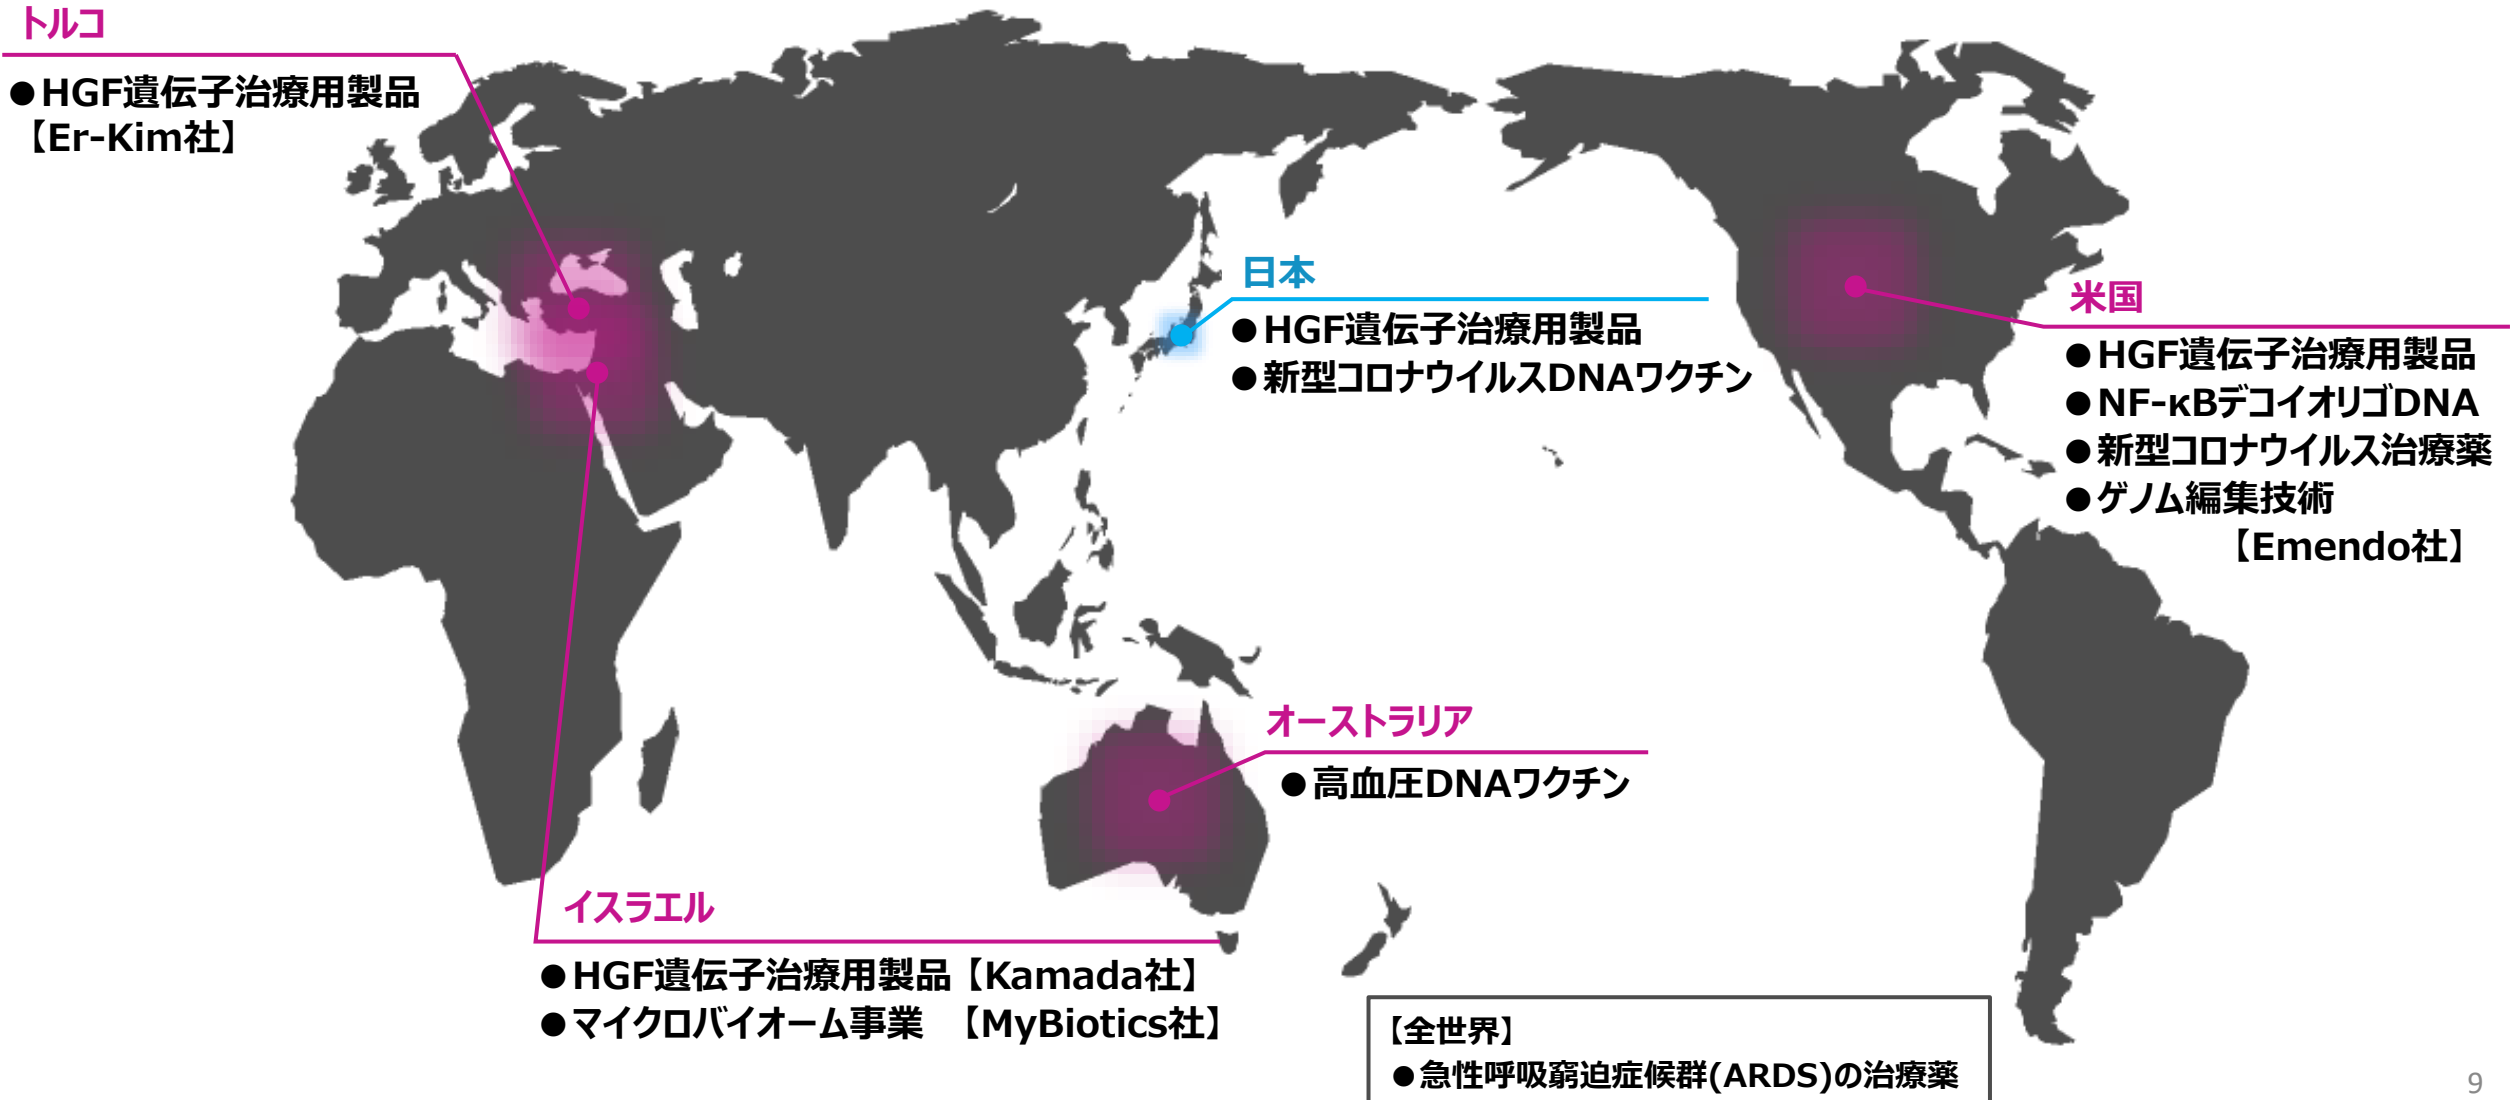 トルコ
●HGF遺伝子治療用製品
【Er-Kim社】
日本
●HGF遺伝子治療用製品
●新型コロナウイルスDNAワクチン
米国
●HGF遺伝子治療用製品
●NF-κBデコイオリゴDNA
●新型コロナウイルス治療薬
●ゲノム編集技術
【Emendo社】
オーストラリア
●高血圧DNAワクチン
イスラエル
●HGF遺伝子治療用製品【Kamada社】
●マイクロバイオーム事業　【MyBiotics社】
【全世界】
●急性呼吸窮迫症候群(ARDS)の治療薬
9